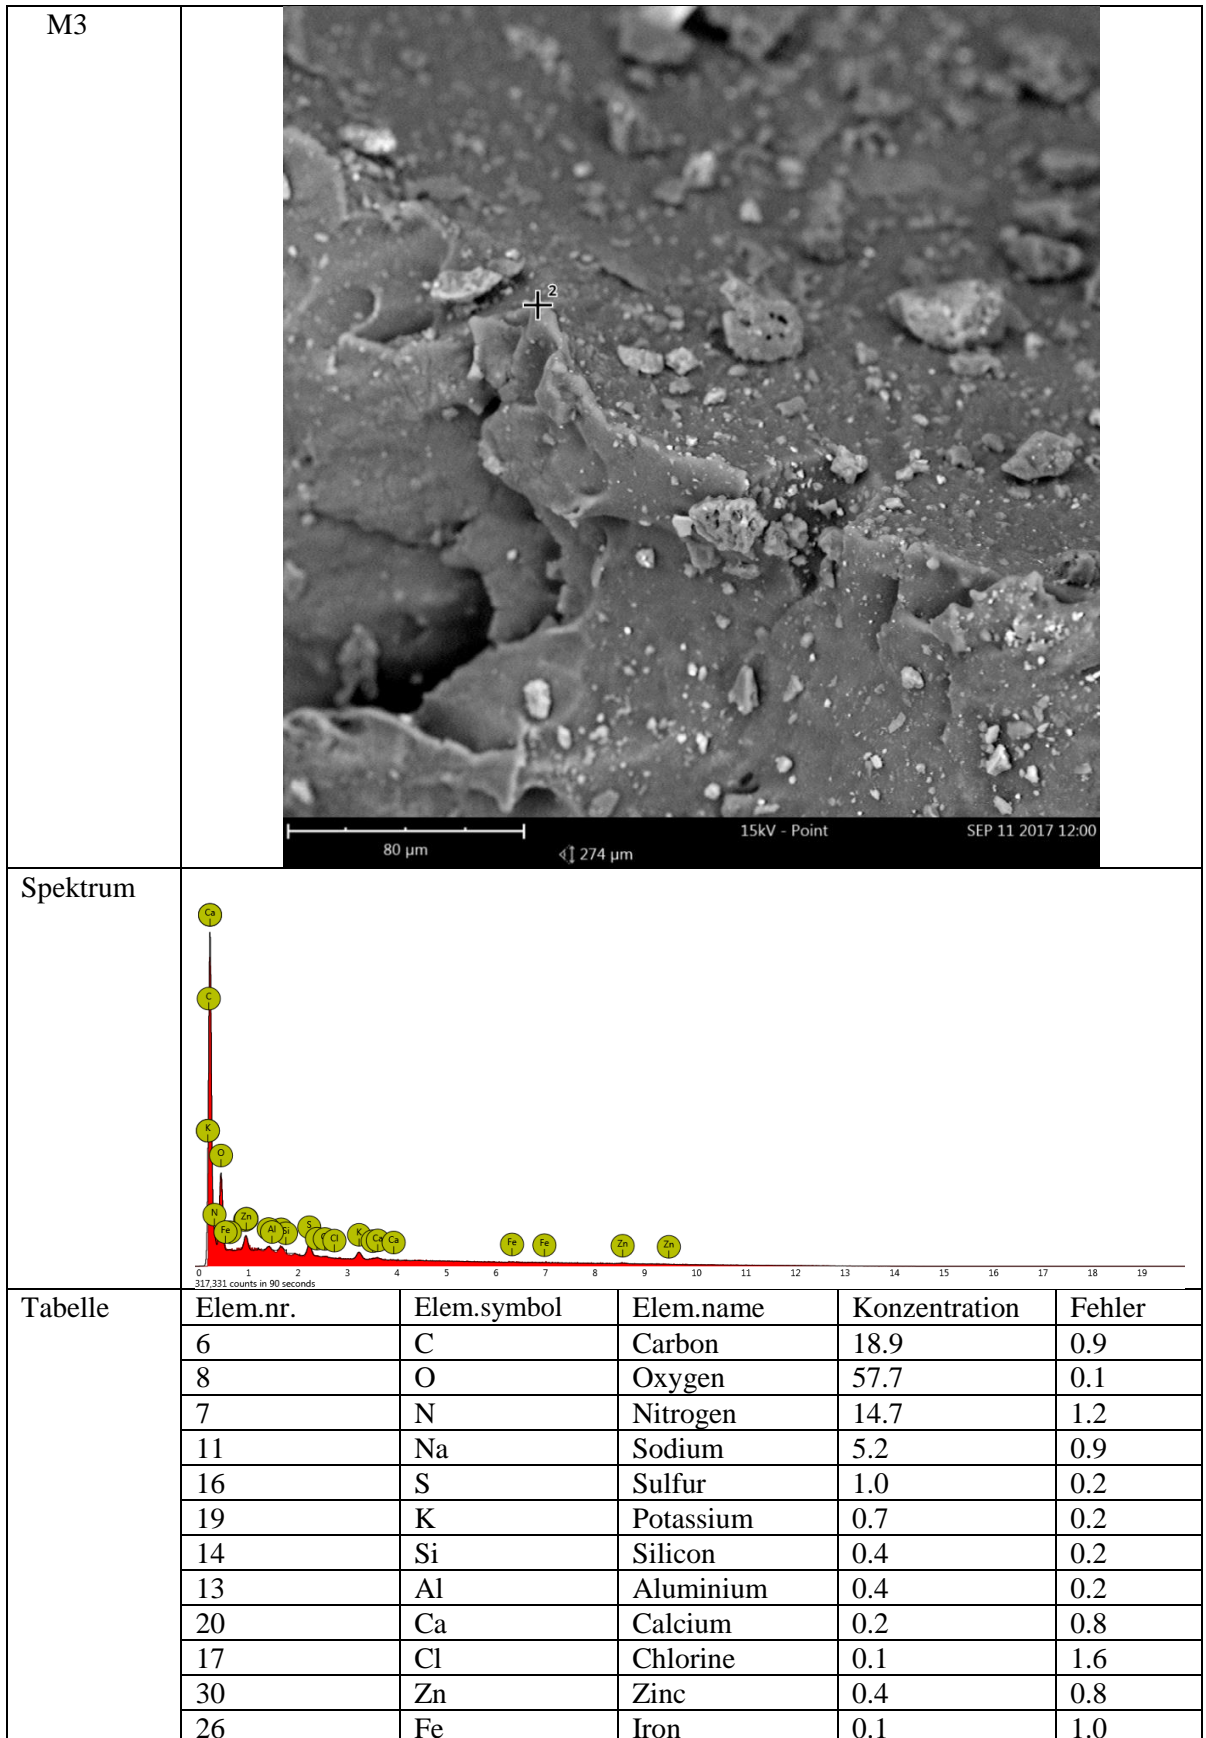 M3
2
80 µm
274 µm
15kV - Point
SEP 11 2017 12:00
Spektrum
Ca
C
K
O
N
Fe
Zn
Al
Si
S
Cl
K
Ca
Ca
Fe
Fe
Zn
Zn
0 1 2 3 4 5 6 7 8 9 10 11 12 13 14 15 16 17 18 19
317,331 counts in 90 seconds
Tabelle Elem.nr. Elem.symbol Elem.name Konzentration Fehler
6 C Carbon 18.9 0.9
8 O Oxygen 57.7 0.1
7 N Nitrogen 14.7 1.2
11 Na Sodium 5.2 0.9
16 S Sulfur 1.0 0.2
19 K Potassium 0.7 0.2
14 Si Silicon 0.4 0.2
13 Al Aluminium 0.4 0.2
20 Ca Calcium 0.2 0.8
17 Cl Chlorine 0.1 1.6
30 Zn Zinc 0.4 0.8
26 Fe Iron 0.1 1.0